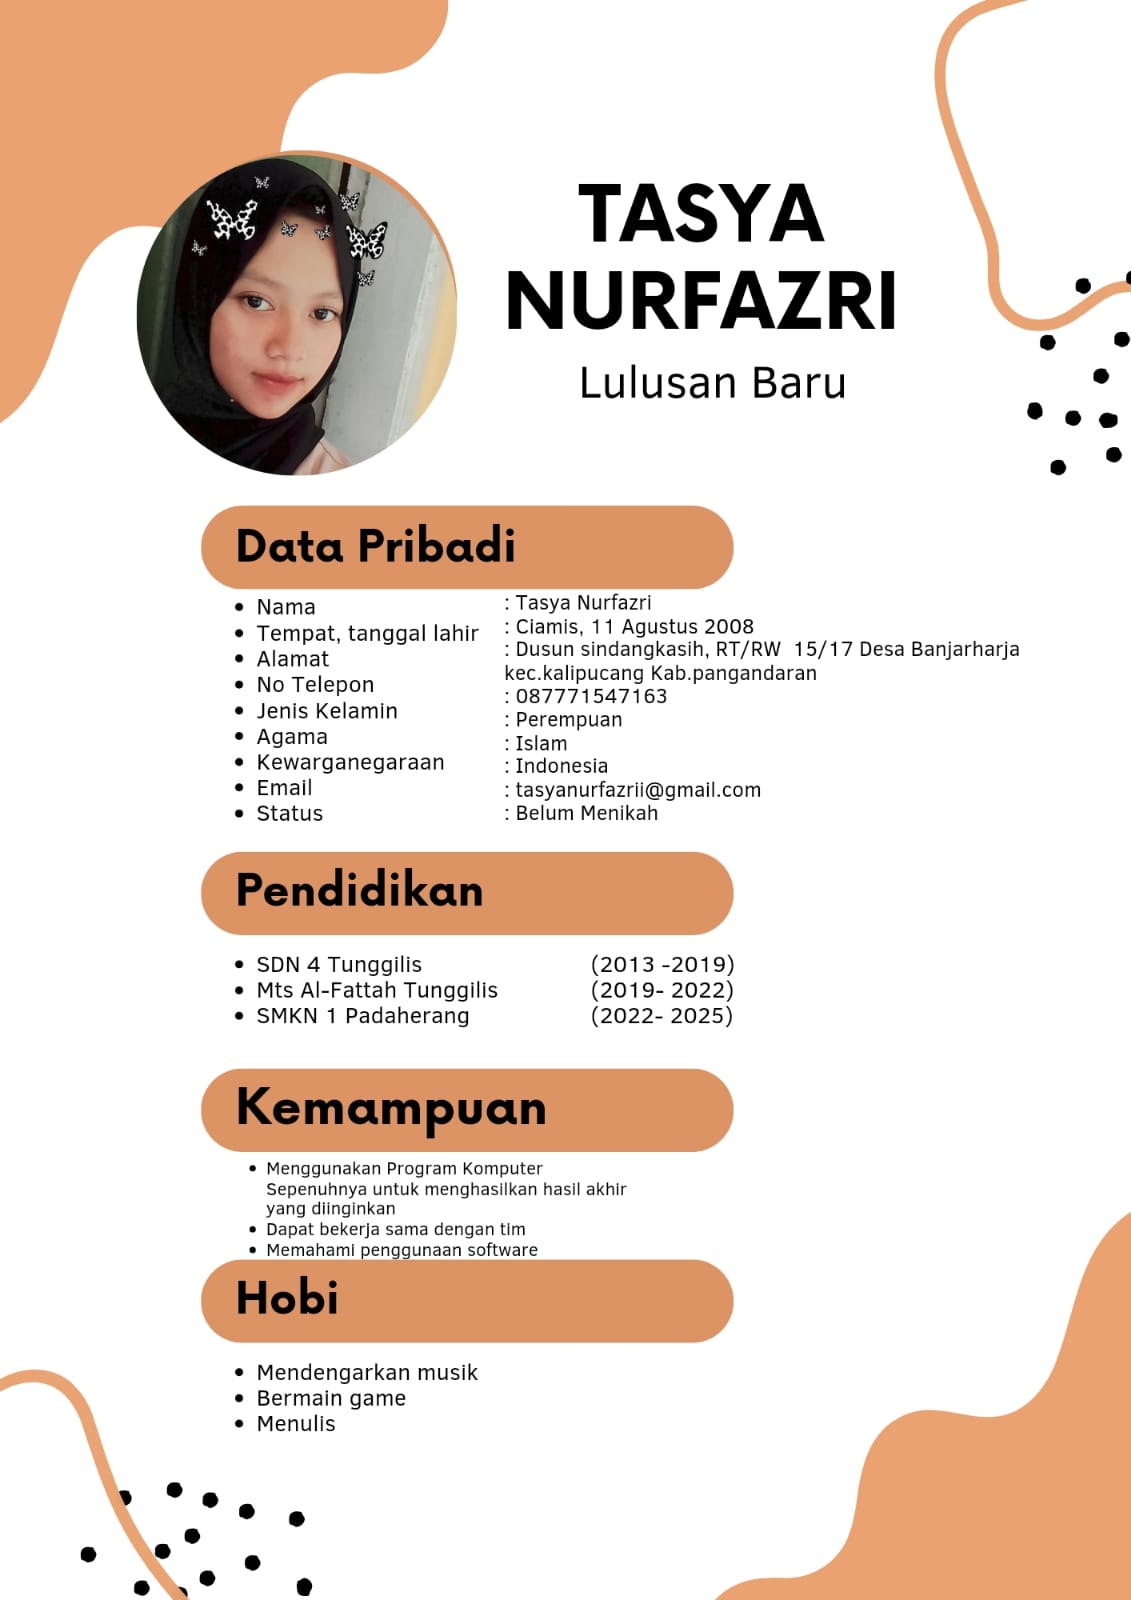 TASYA
NURFAZRI
Lulusan Baru
Data Pribadi
• Nama : Tasya Nurfazri
• Tempat, tanggal lahir : Ciamis, 11 Agustus 2008
• Alamat : Dusun sindangkasih, RT/RW 15/17 Desa Banjarharja
kec.kalipucang Kab.pangandaran
• No Telepon : 087771547163
• Jenis Kelamin : Perempuan
• Agama : Islam
• Kewarganegaraan : Indonesia
• Email : tasyanurfazrii@gmail.com
• Status : Belum Menikah
Pendidikan
• SDN 4 Tunggilis (2013 -2019)
• Mts Al-Fattah Tunggilis (2019- 2022)
• SMKN 1 Padaherang (2022- 2025)
Kemampuan
• Menggunakan Program Komputer
Sepenuhnya untuk menghasilkan hasil akhir
yang diinginkan
• Dapat bekerja sama dengan tim
• Memahami penggunaan software
Hobi
• Mendengarkan musik
• Bermain game
• Menulis